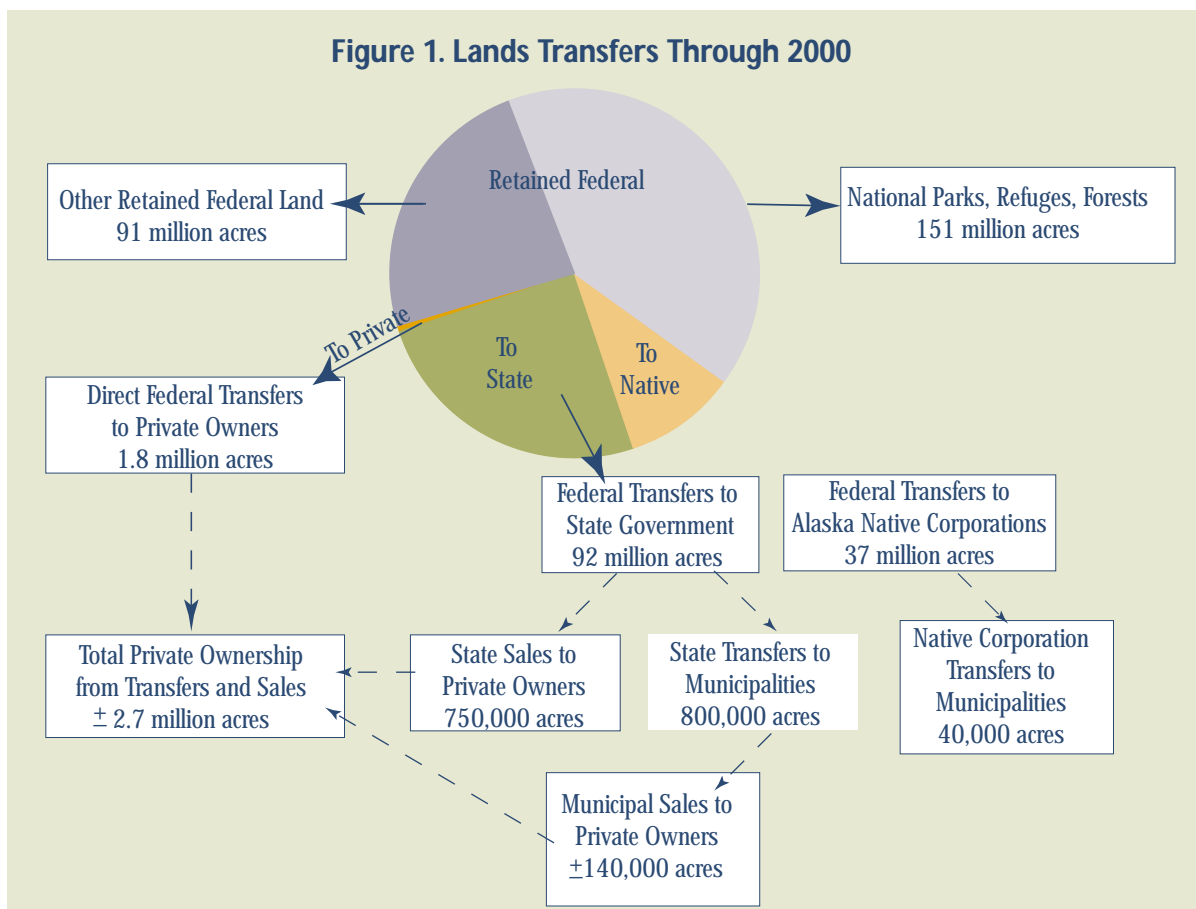 Figure 1. Lands Transfers Through 2000
Retained Federal
Other Retained Federal Land
91 million acres
National Parks, Refuges, Forests
151 million acres
To Private
To
State
To
Native
Direct Federal Transfers
to Private Owners
1.8 million acres
Federal Transfers to
State Government
92 million acres
Federal Transfers to
Alaska Native Corporations
37 million acres
Total Private Ownership
from Transfers and Sales
± 2.7 million acres
State Sales to
Private Owners
750,000 acres
State Transfers to
Municipalities
800,000 acres
Native Corporation
Transfers to
Municipalities
40,000 acres
Municipal Sales to
Private Owners
±140,000 acres